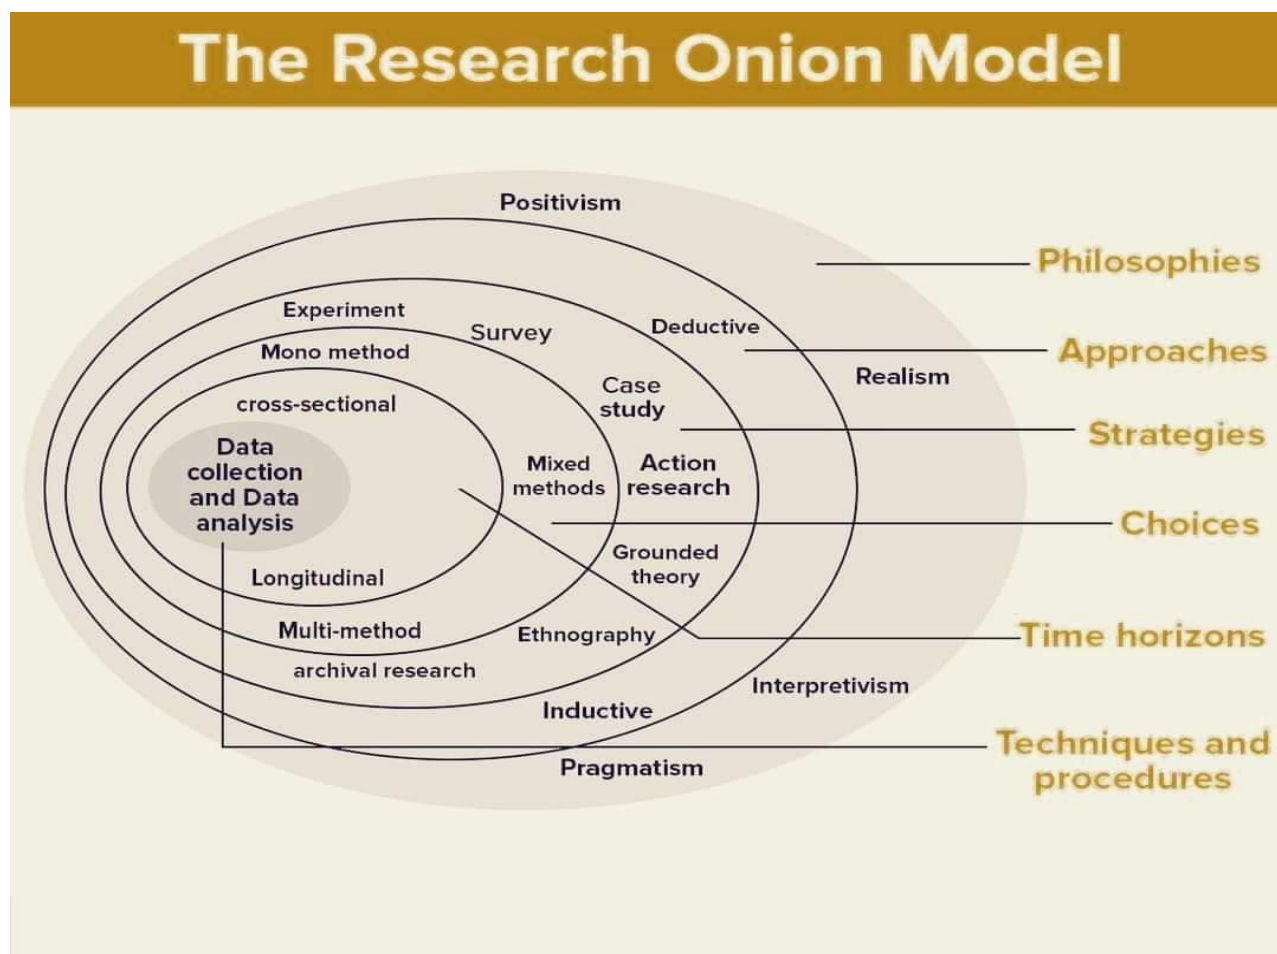 The Research Onion Model
Positivism
Philosophies
Experiment
Survey
Deductive
Mono method
Approaches
Realism
Case
study
cross-sectional
Strategies
Data
collection
and Data
analysis
Mixed
methods
Action
research
Choices
Grounded
theory
Longitudinal
Multi-method
Ethnography
Time horizons
archival research
Interpretivism
Inductive
Techniques and
procedures
Pragmatism